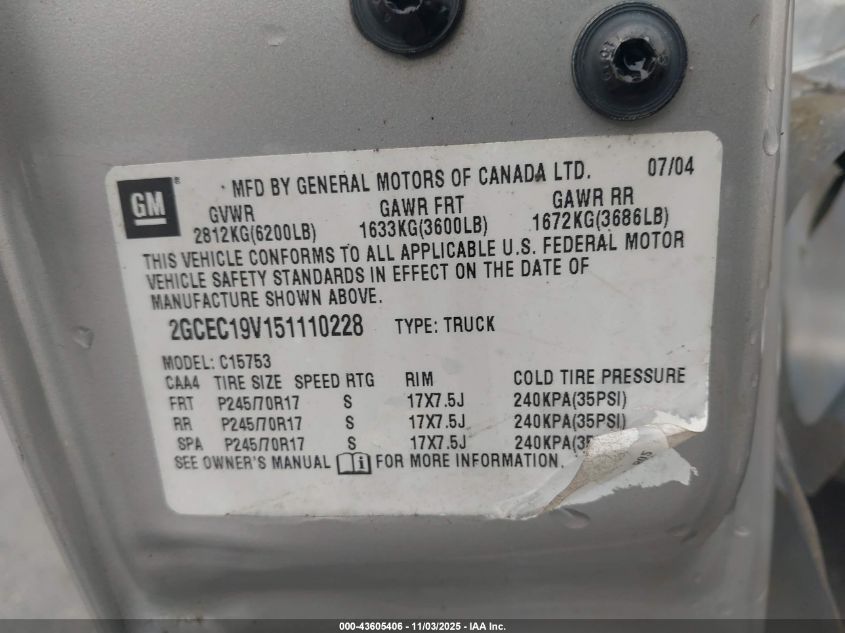 GM ® MFD BY GENERAL MOTORS OF CANADA LTD. 07/04
GVWR GAWR FRT GAWR RR
2812KG(6200LB) 1633KG(3600LB) 1672KG(3686LB)
THIS VEHICLE CONFORMS TO ALL APPLICABLE U.S. FEDERAL MOTOR
VEHICLE SAFETY STANDARDS IN EFFECT ON THE DATE OF
MANUFACTURE SHOWN ABOVE.
2GCEC19V151110228 TYPE: TRUCK
MODEL: C15753
CAA4 TIRE SIZE SPEED RTG RIM COLD TIRE PRESSURE
FRT P245/70R17 S 17X7.5J 240KPA(35PSI)
RR P245/70R17 S 17X7.5J 240KPA(35PSI)
SPA P245/70R17 S 17X7.5J 240KPA(35
SEE OWNER'S MANUAL i FOR MORE INFORMATION.
000-43605406 - 11/03/2025 - IAA Inc.